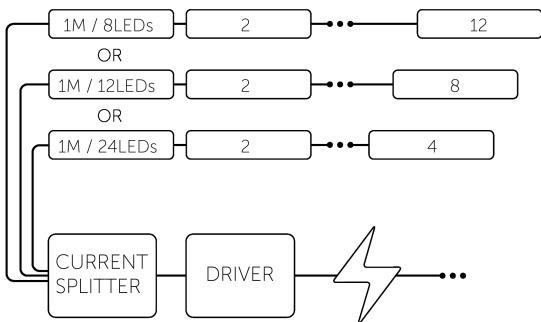 1M / 8LEDs 2 12
OR
1M / 12LEDs 2 8
OR
1M / 24LEDs 2 4
CURRENT
SPLITTER
DRIVER